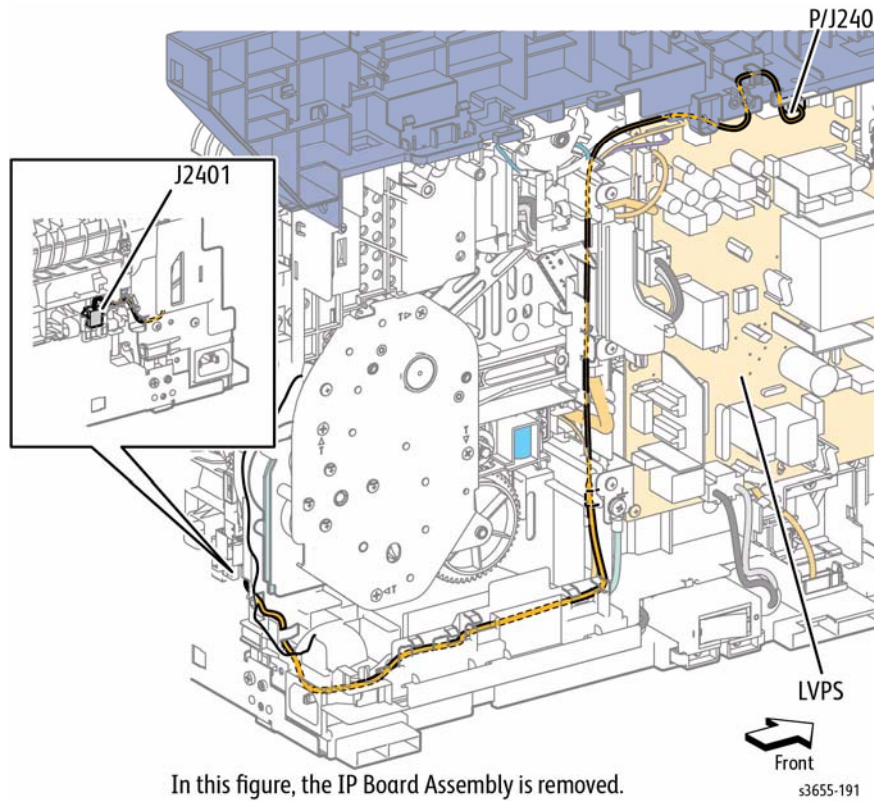 P/J240
J2401
LVPS
Front
In this figure, the IP Board Assembly is removed.
s3655-191